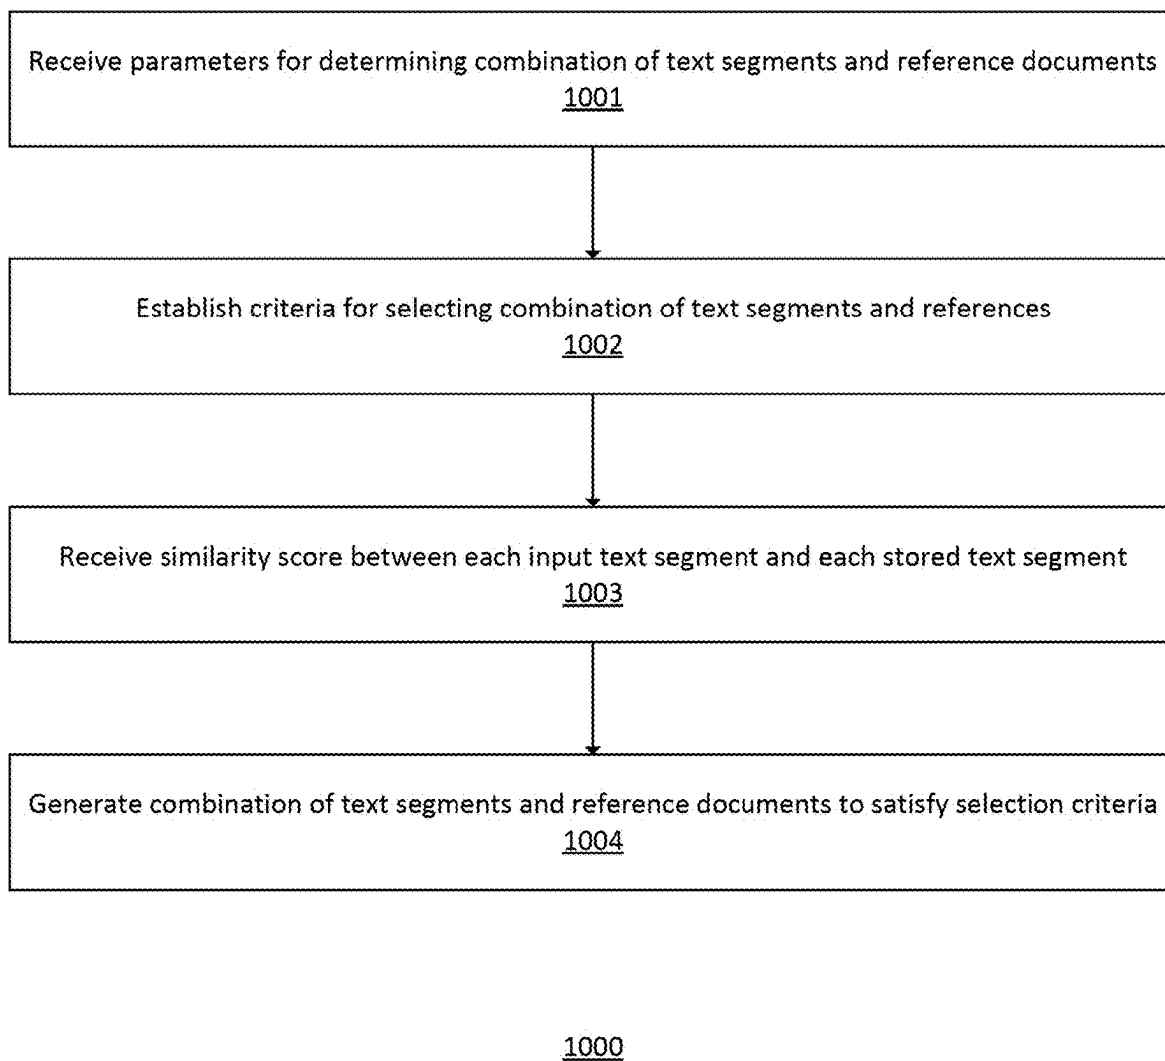 Receive parameters for determining combination of text segments and reference documents
1001
Establish criteria for selecting combination of text segments and references
1002
Receive similarity score between each input text segment and each stored text segment
1003
Generate combination of text segments and reference documents to satisfy selection criteria
1004
1000